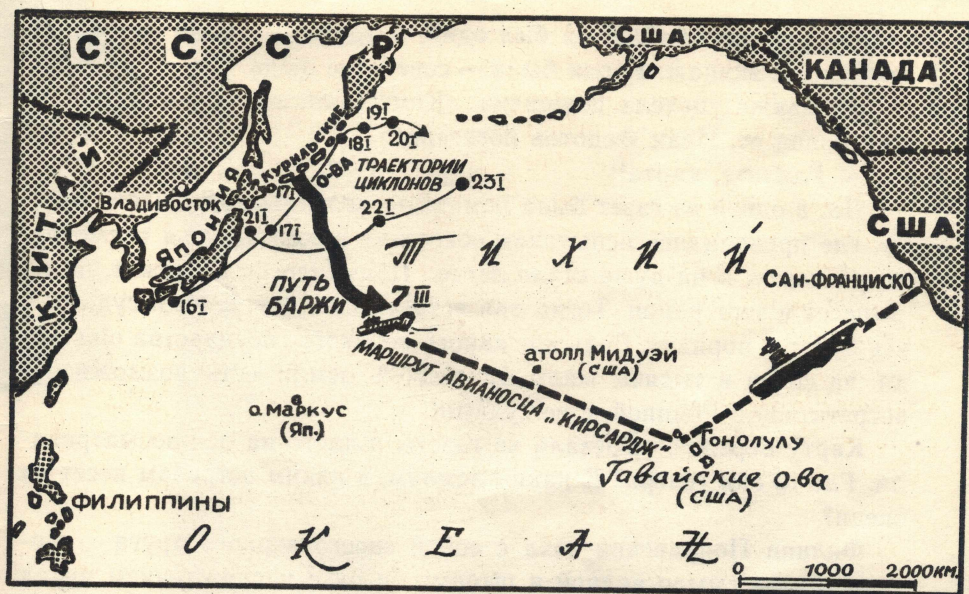 СССР
США
КАНАДА
КИТАЙ
19I
18I
20I
КУРИЛЬСКИЕ
О-ВА
ТРАЕКТОРИИ
ЦИКЛОНОВ
23I
17I
Владивосток
22I
США
21I
17I
ЯПОНИЯ
ТИХИЙ
ПУТЬ
БАРЖИ
7III
САН-ФРАНЦИСКО
16I
МАРШРУТ АВИАНОСЦА „КИРСАРДЖ"
атолл Мидуэй
(США)
о.Маркус
(Яп.)
Гонолулу
Гавайские о-ва
(США)
ФИЛИППИНЫ
ОКЕАН
0 1000 2000км.